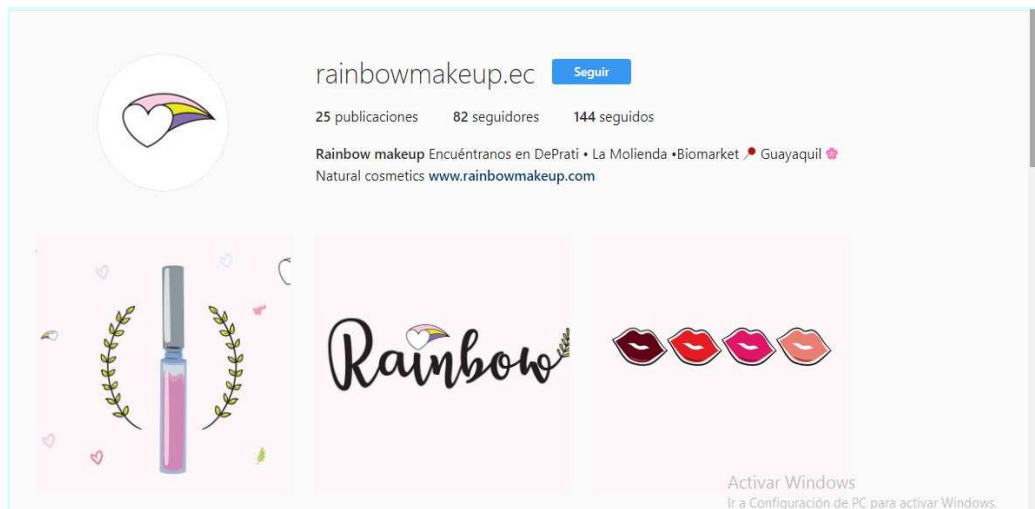 rainbowmakeup.ec Seguir
25 publicaciones 82 seguidores 144 seguidos
Rainbow makeup Encuéntranos en DePrati • La Molienda •Biomarket 📍 Guayaquil 🌸
Natural cosmetics www.rainbowmakeup.com
Rainbow
Activar Windows
Ir a Configuración de PC para activar Windows.